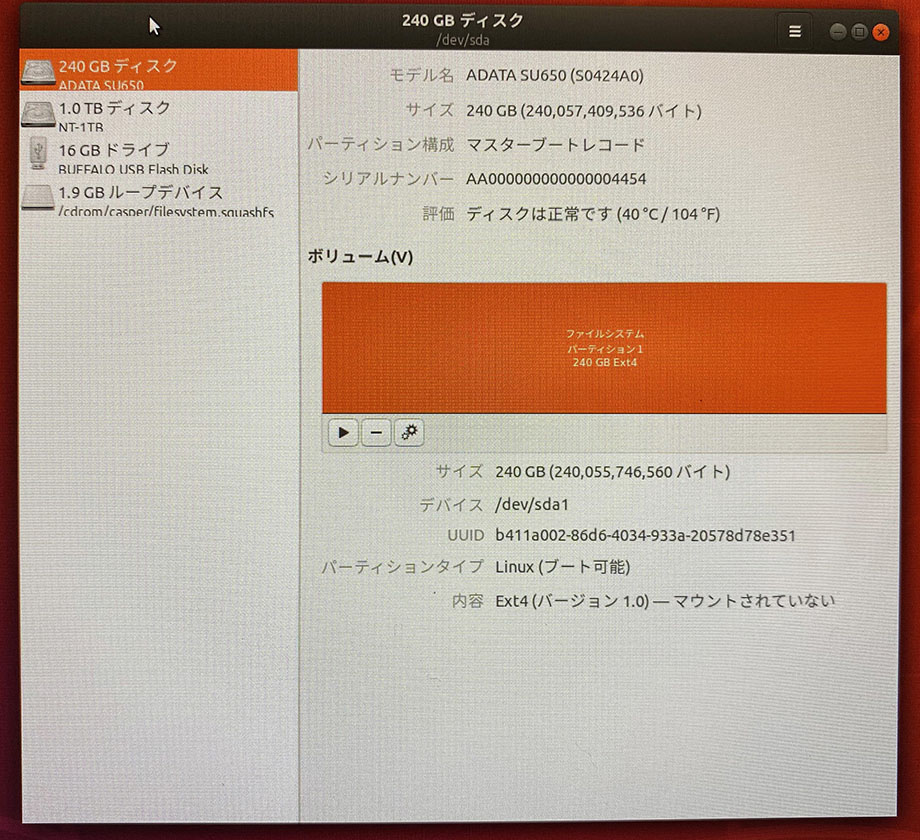 240 GB ディスク
/dev/sda
240 GB ディスク
ADATA SU650
1.0 TB ディスク
NT-1TB
16 GB ドライブ
BUFFALO USB Flash Disk
1.9 GB ループデバイス
/cdrom/casper/filesystem.squashfs
モデル名 ADATA SU650 (S0424A0)
サイズ 240 GB (240,057,409,536 バイト)
パーティション構成 マスターブートレコード
シリアルナンバー AA000000000000004454
評価 ディスクは正常です (40 °C / 104 °F)
ボリューム(V)
ファイルシステム
パーティション 1
240 GB Ext4
サイズ 240 GB (240,055,746,560 バイト)
デバイス /dev/sda1
UUID b411a002-86d6-4034-933a-20578d78e351
パーティションタイプ Linux (ブート可能)
内容 Ext4 (バージョン 1.0) — マウントされていない